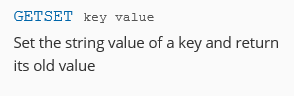 GETSET key value
Set the string value of a key and return
its old value